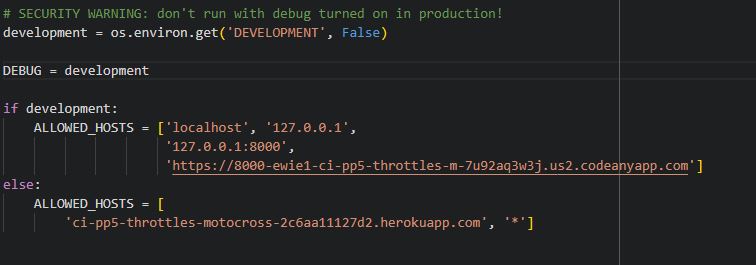 # SECURITY WARNING: don't run with debug turned on in production!
development = os.environ.get('DEVELOPMENT', False)
DEBUG = development
if development:
ALLOWED_HOSTS = ['localhost', '127.0.0.1',
'127.0.0.1:8000',
'https://8000-ewie1-ci-pp5-throttles-m-7u92aq3w3j.us2.codeanyapp.com']
else:
ALLOWED_HOSTS = [
'ci-pp5-throttles-motocross-2c6aa11127d2.herokuapp.com', '*']